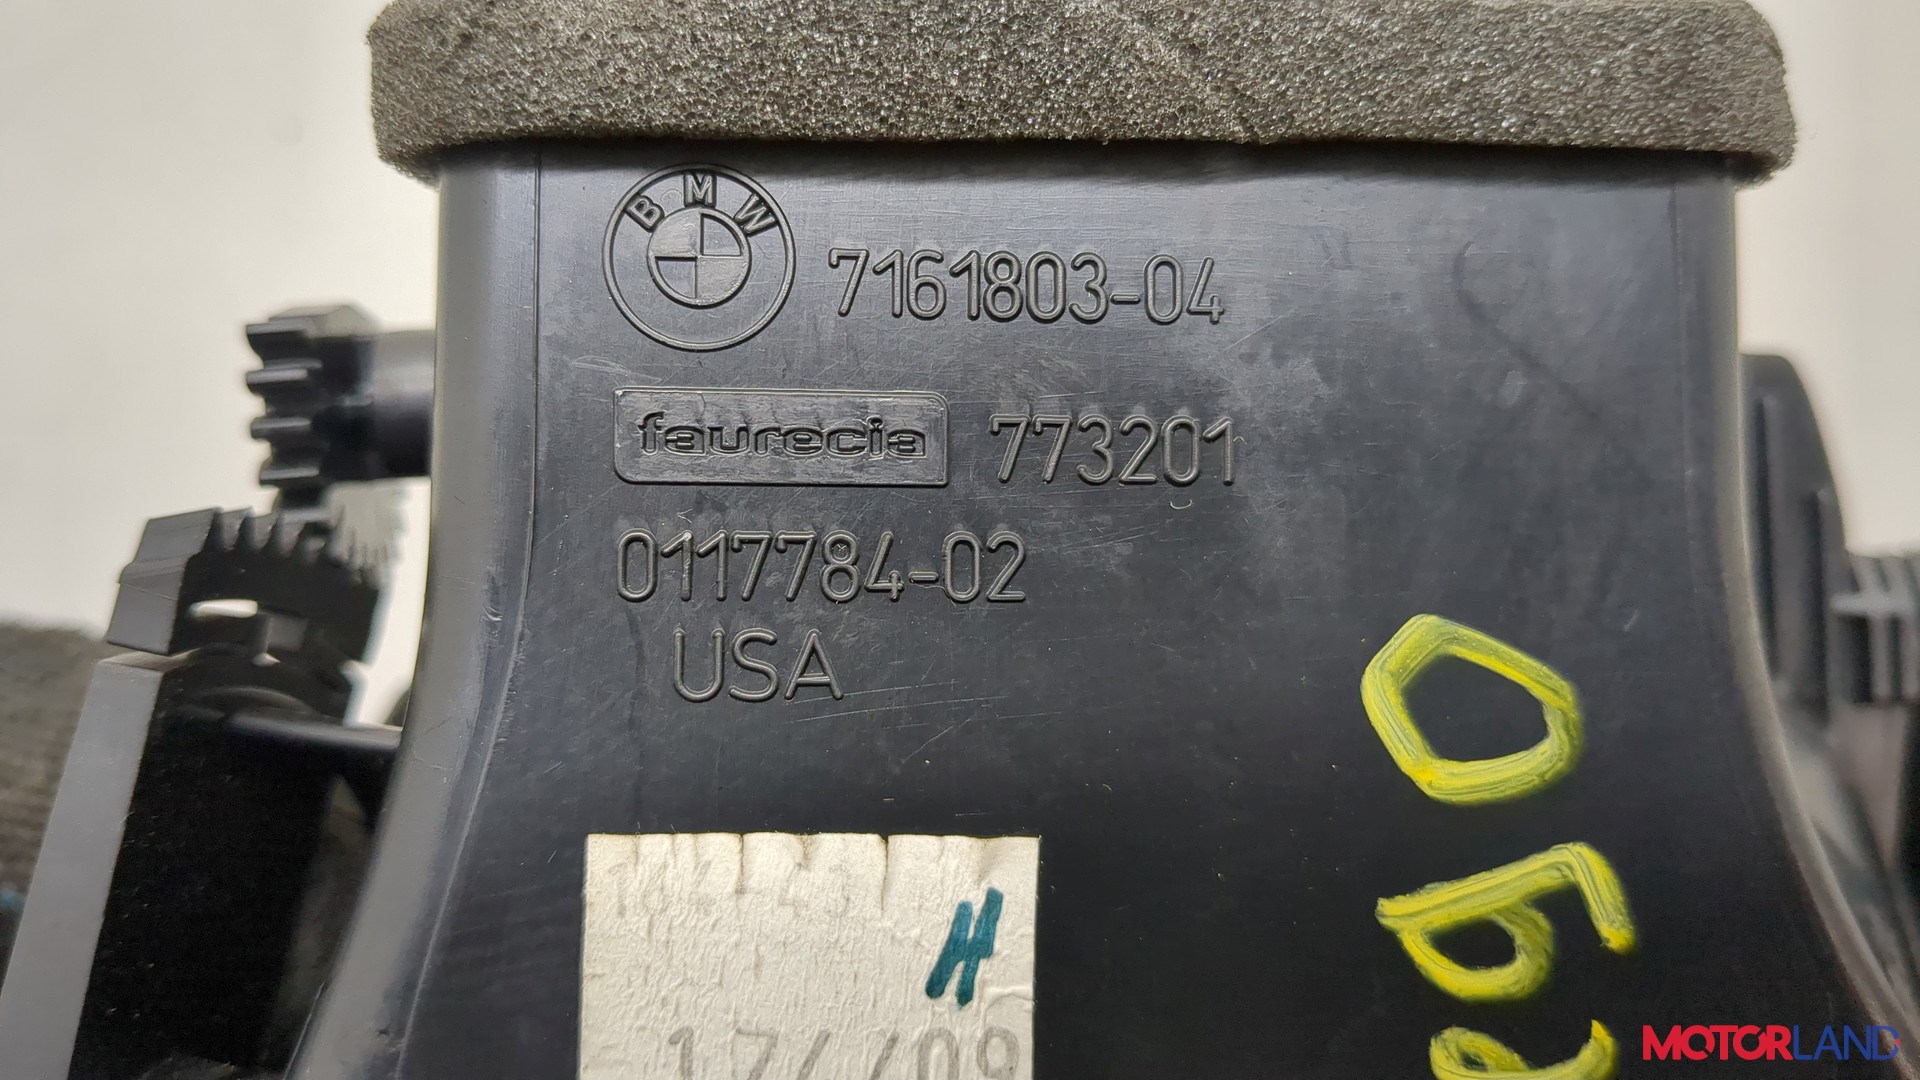 BMW
7161803-04
faurecia 773201
0117784-02
USA
H
MOTORLAND